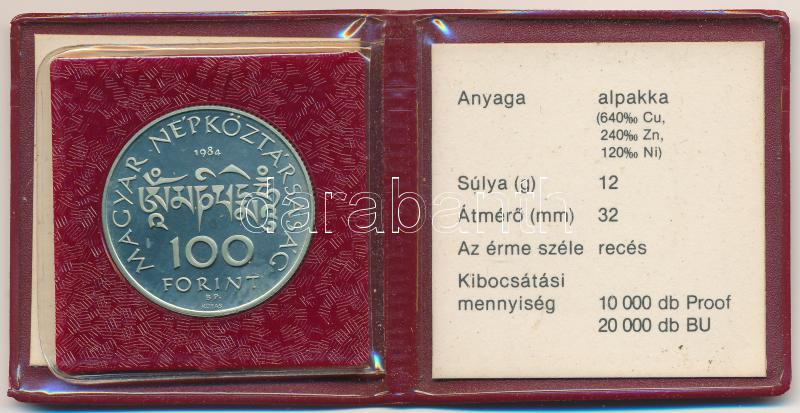 MAGYAR NÉPKÖZTÁRSASÁG
1984
100
FORINT
BP.
Anyaga alpakka
(640‰ Cu,
240‰ Zn,
120‰ Ni)
Súlya (g) 12
Átmérő (mm) 32
Az érme széle recés
Kibocsátási
mennyiség 10 000 db Proof
20 000 db BU
darabanth